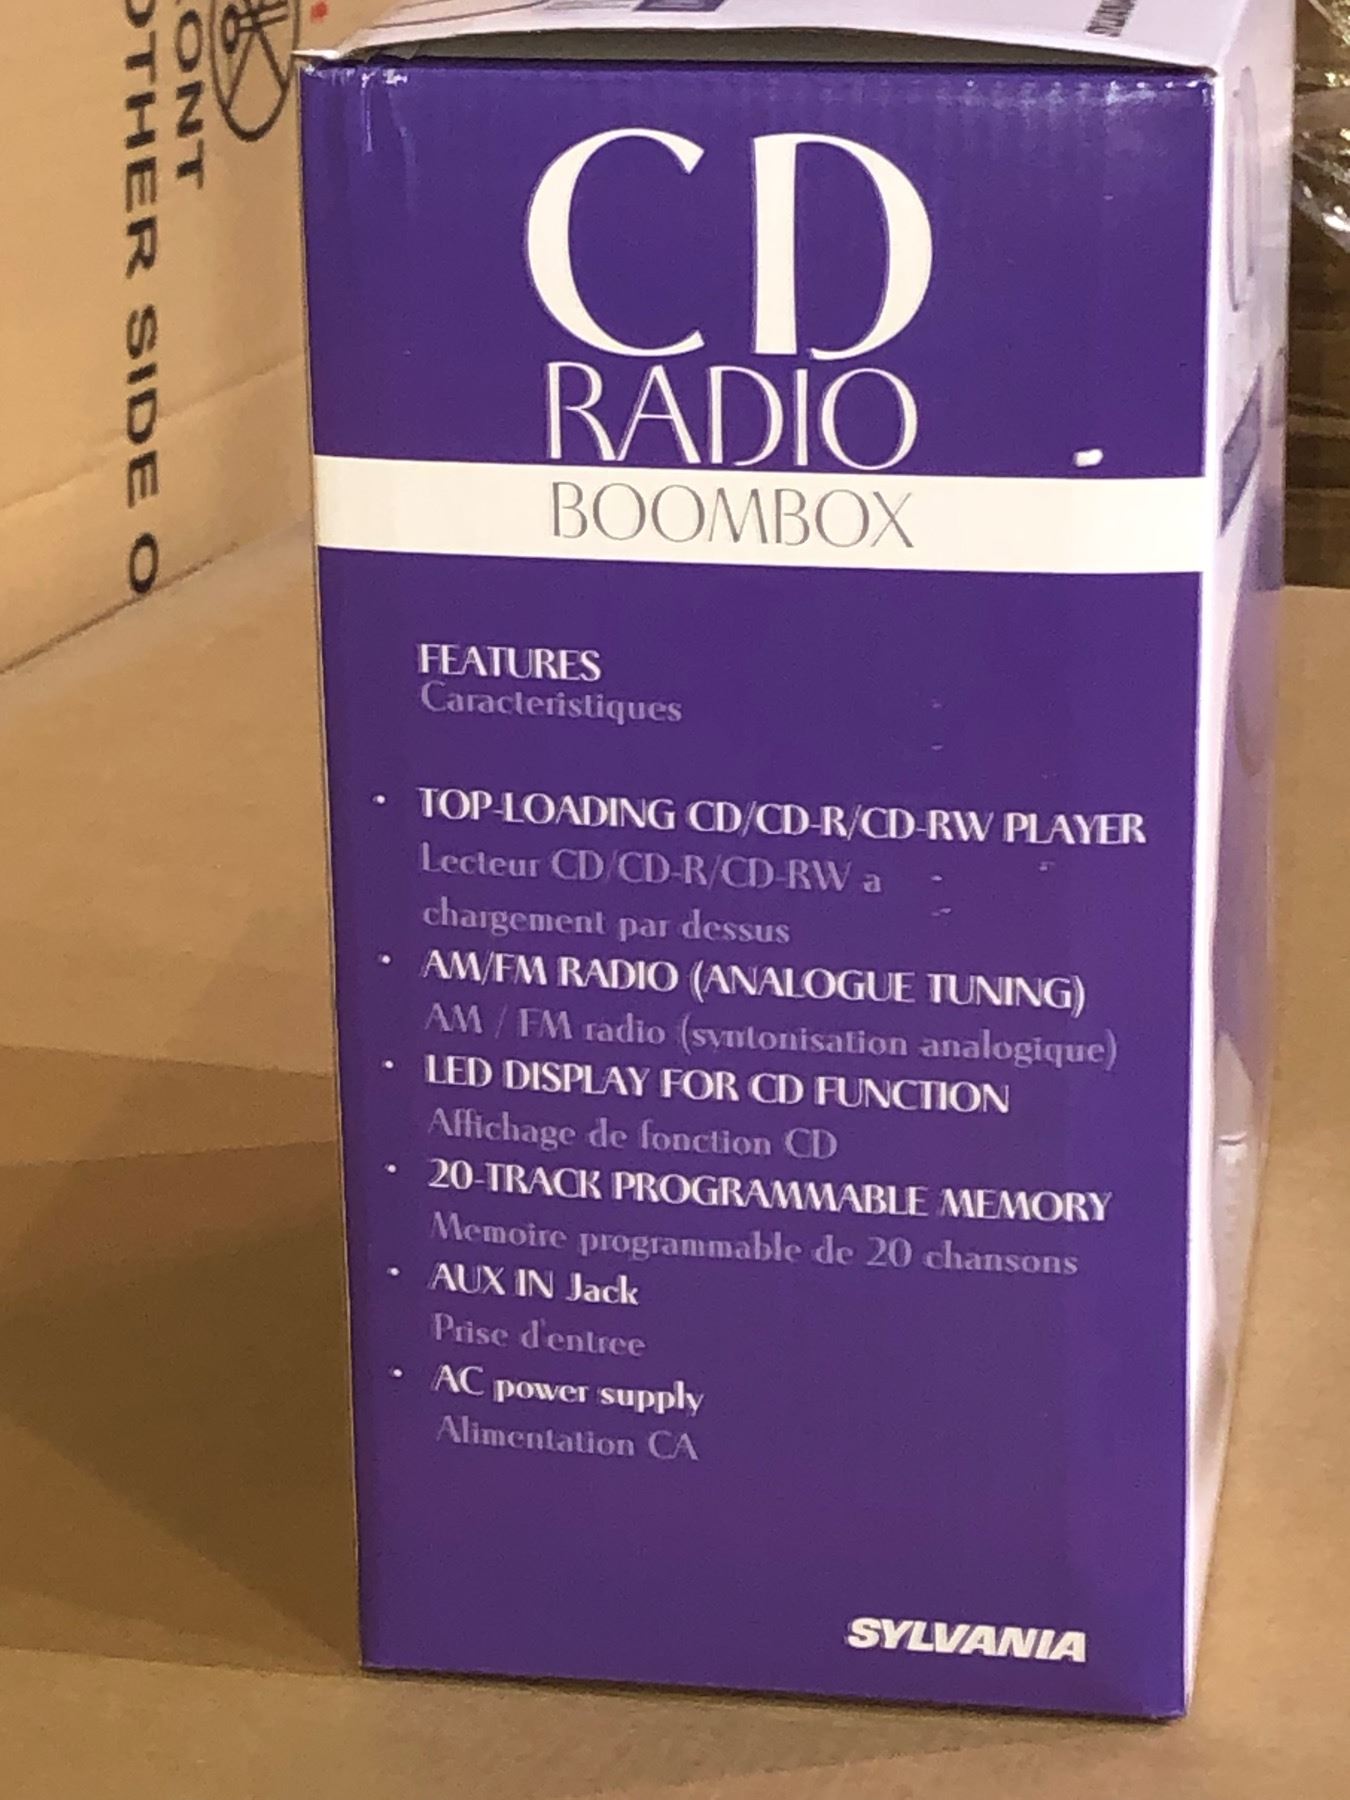 CD
RADIO
BOOMBOX
FEATURES
Caracteristiques
• TOP-LOADING CD/CD-R/CD-RW PLAYER
Lecteur CD/CD-R/CD-RW a
chargement par dessus
• AM/FM RADIO (ANALOGUE TUNING)
AM / FM radio (syntonisation analogique)
• LED DISPLAY FOR CD FUNCTION
Affichage de fonction CD
• 20-TRACK PROGRAMMABLE MEMORY
Memoire programmable de 20 chansons
• AUX IN Jack
Prise d'entree
• AC power supply
Alimentation CA
SYLVANIA
RONT
OTHER SIDE O